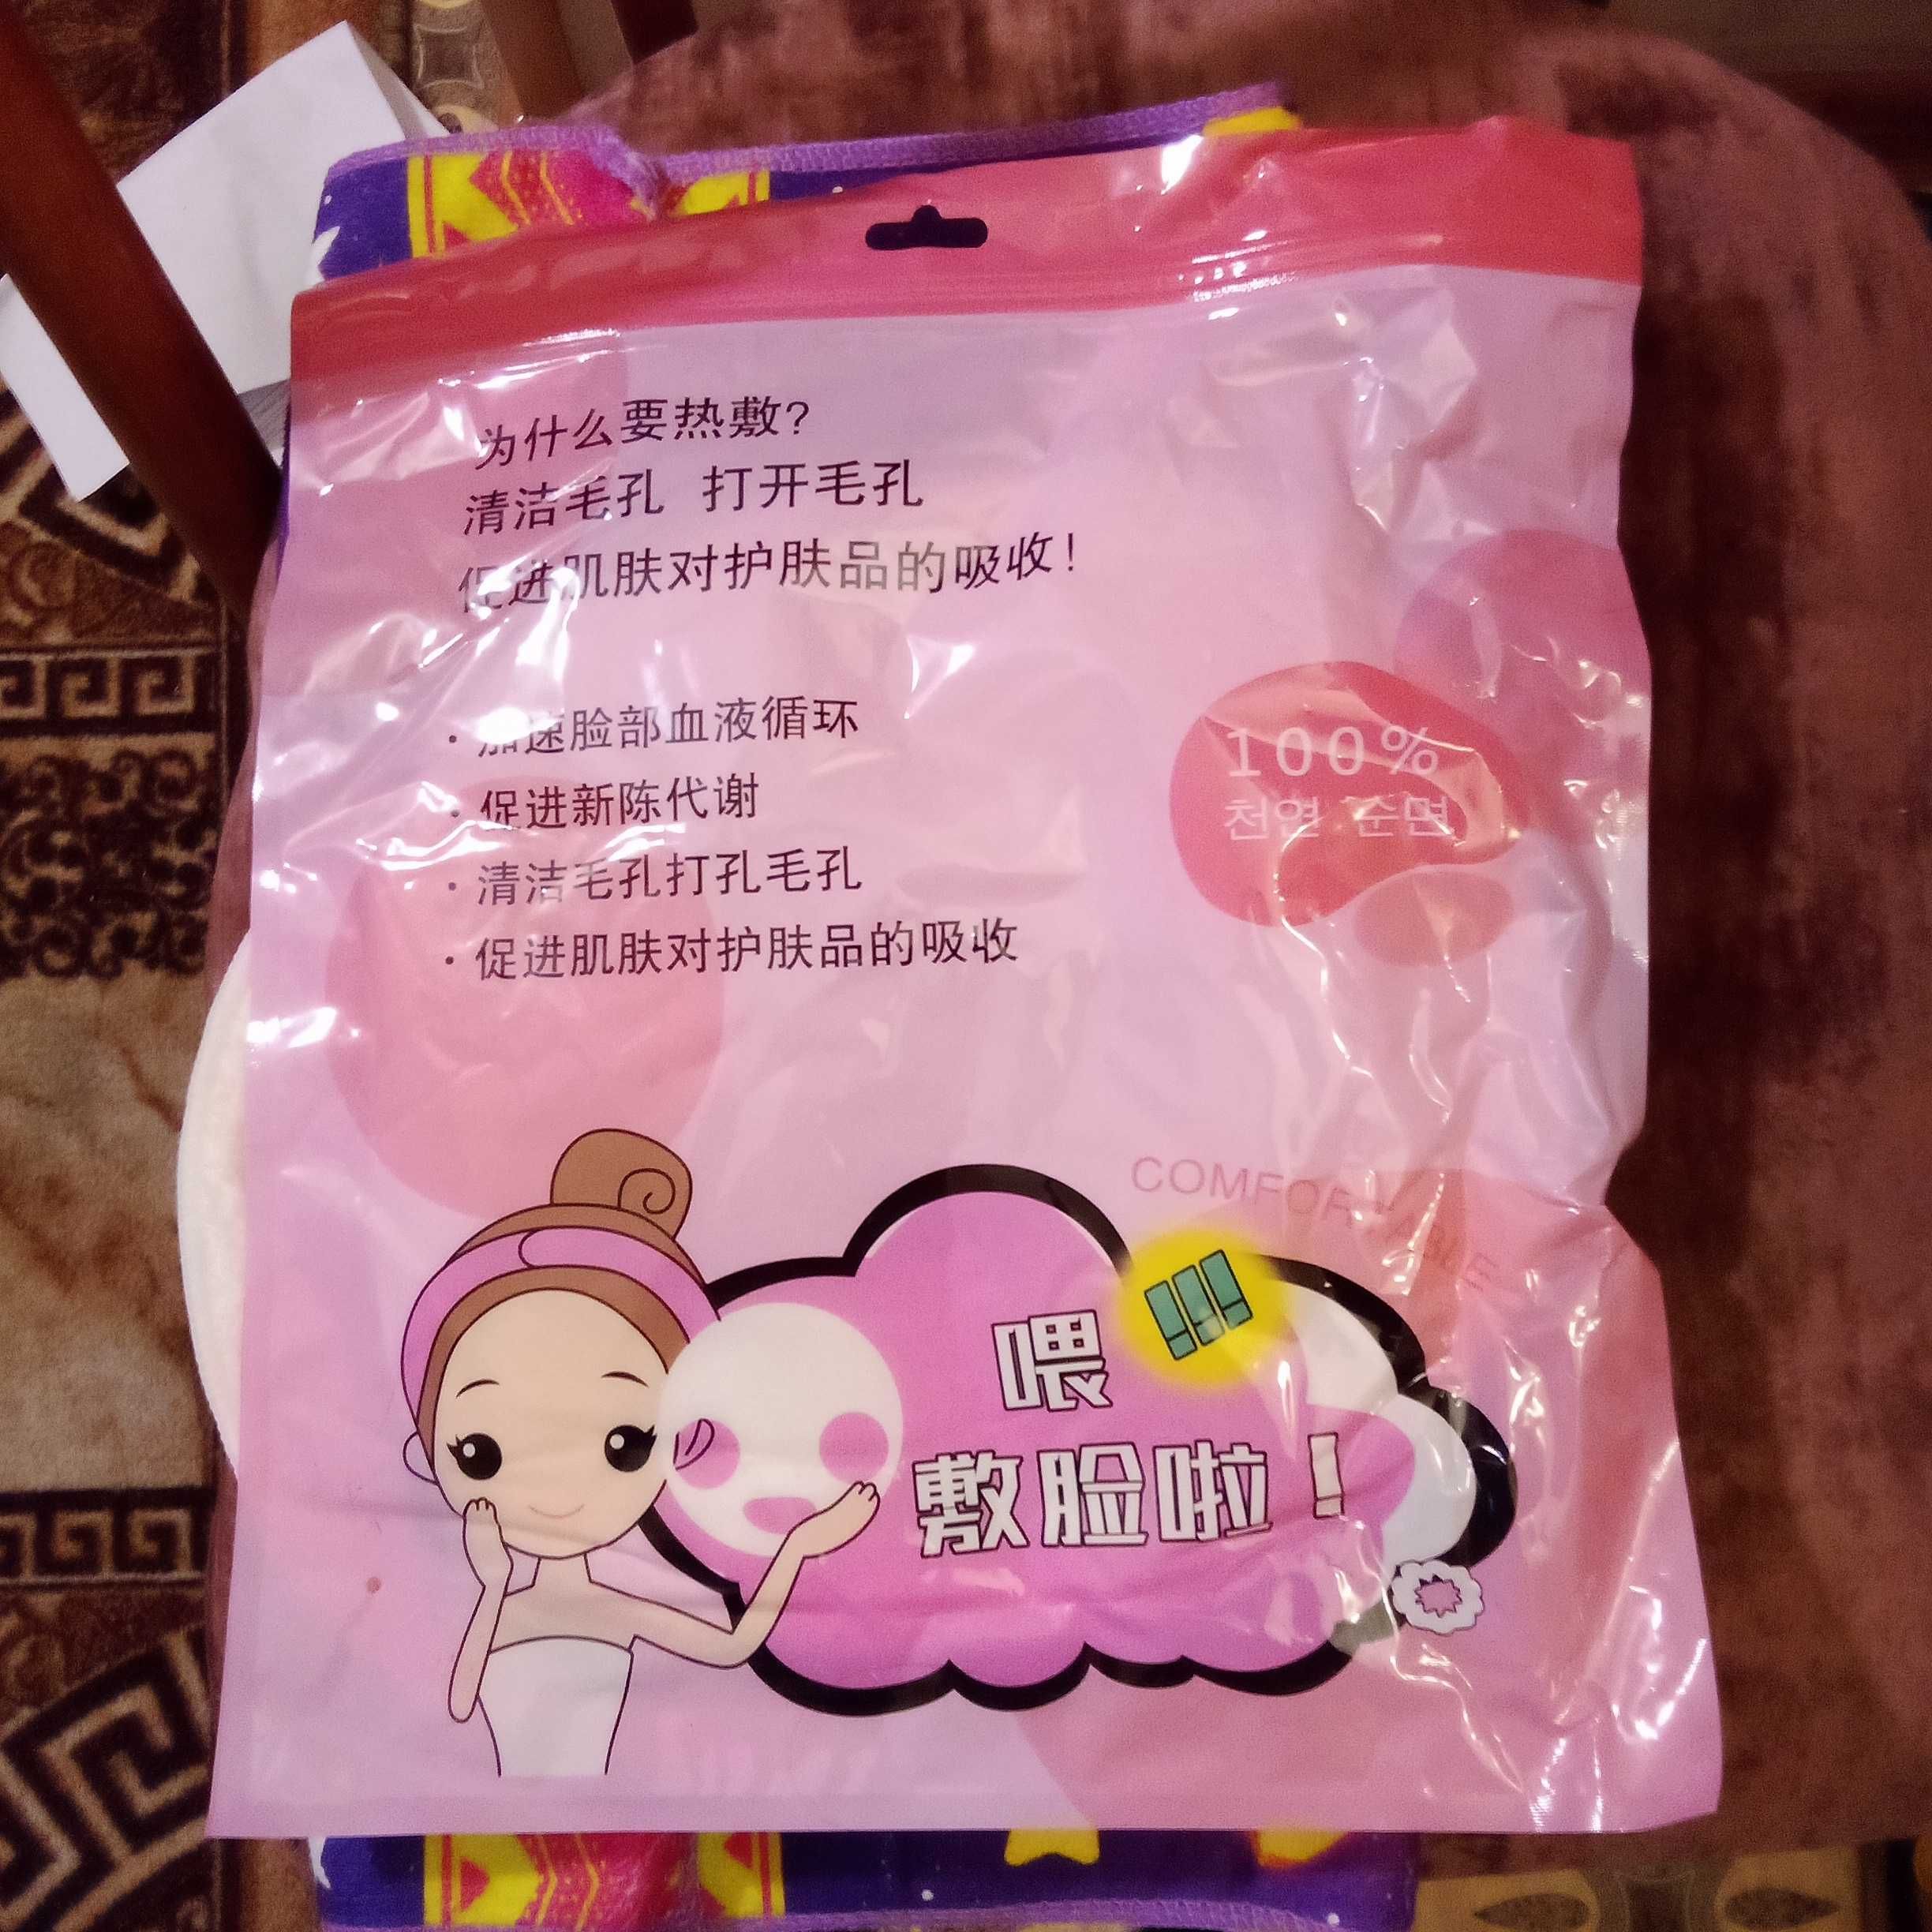 为什么要热敷?
清洁毛孔 打开毛孔
促进肌肤对护肤品的吸收!
· 加速脸部血液循环
· 促进新陈代谢
· 清洁毛孔打孔毛孔
· 促进肌肤对护肤品的吸收
100%
천연 순면
COMFORTABLE
喂!!!
敷脸啦!